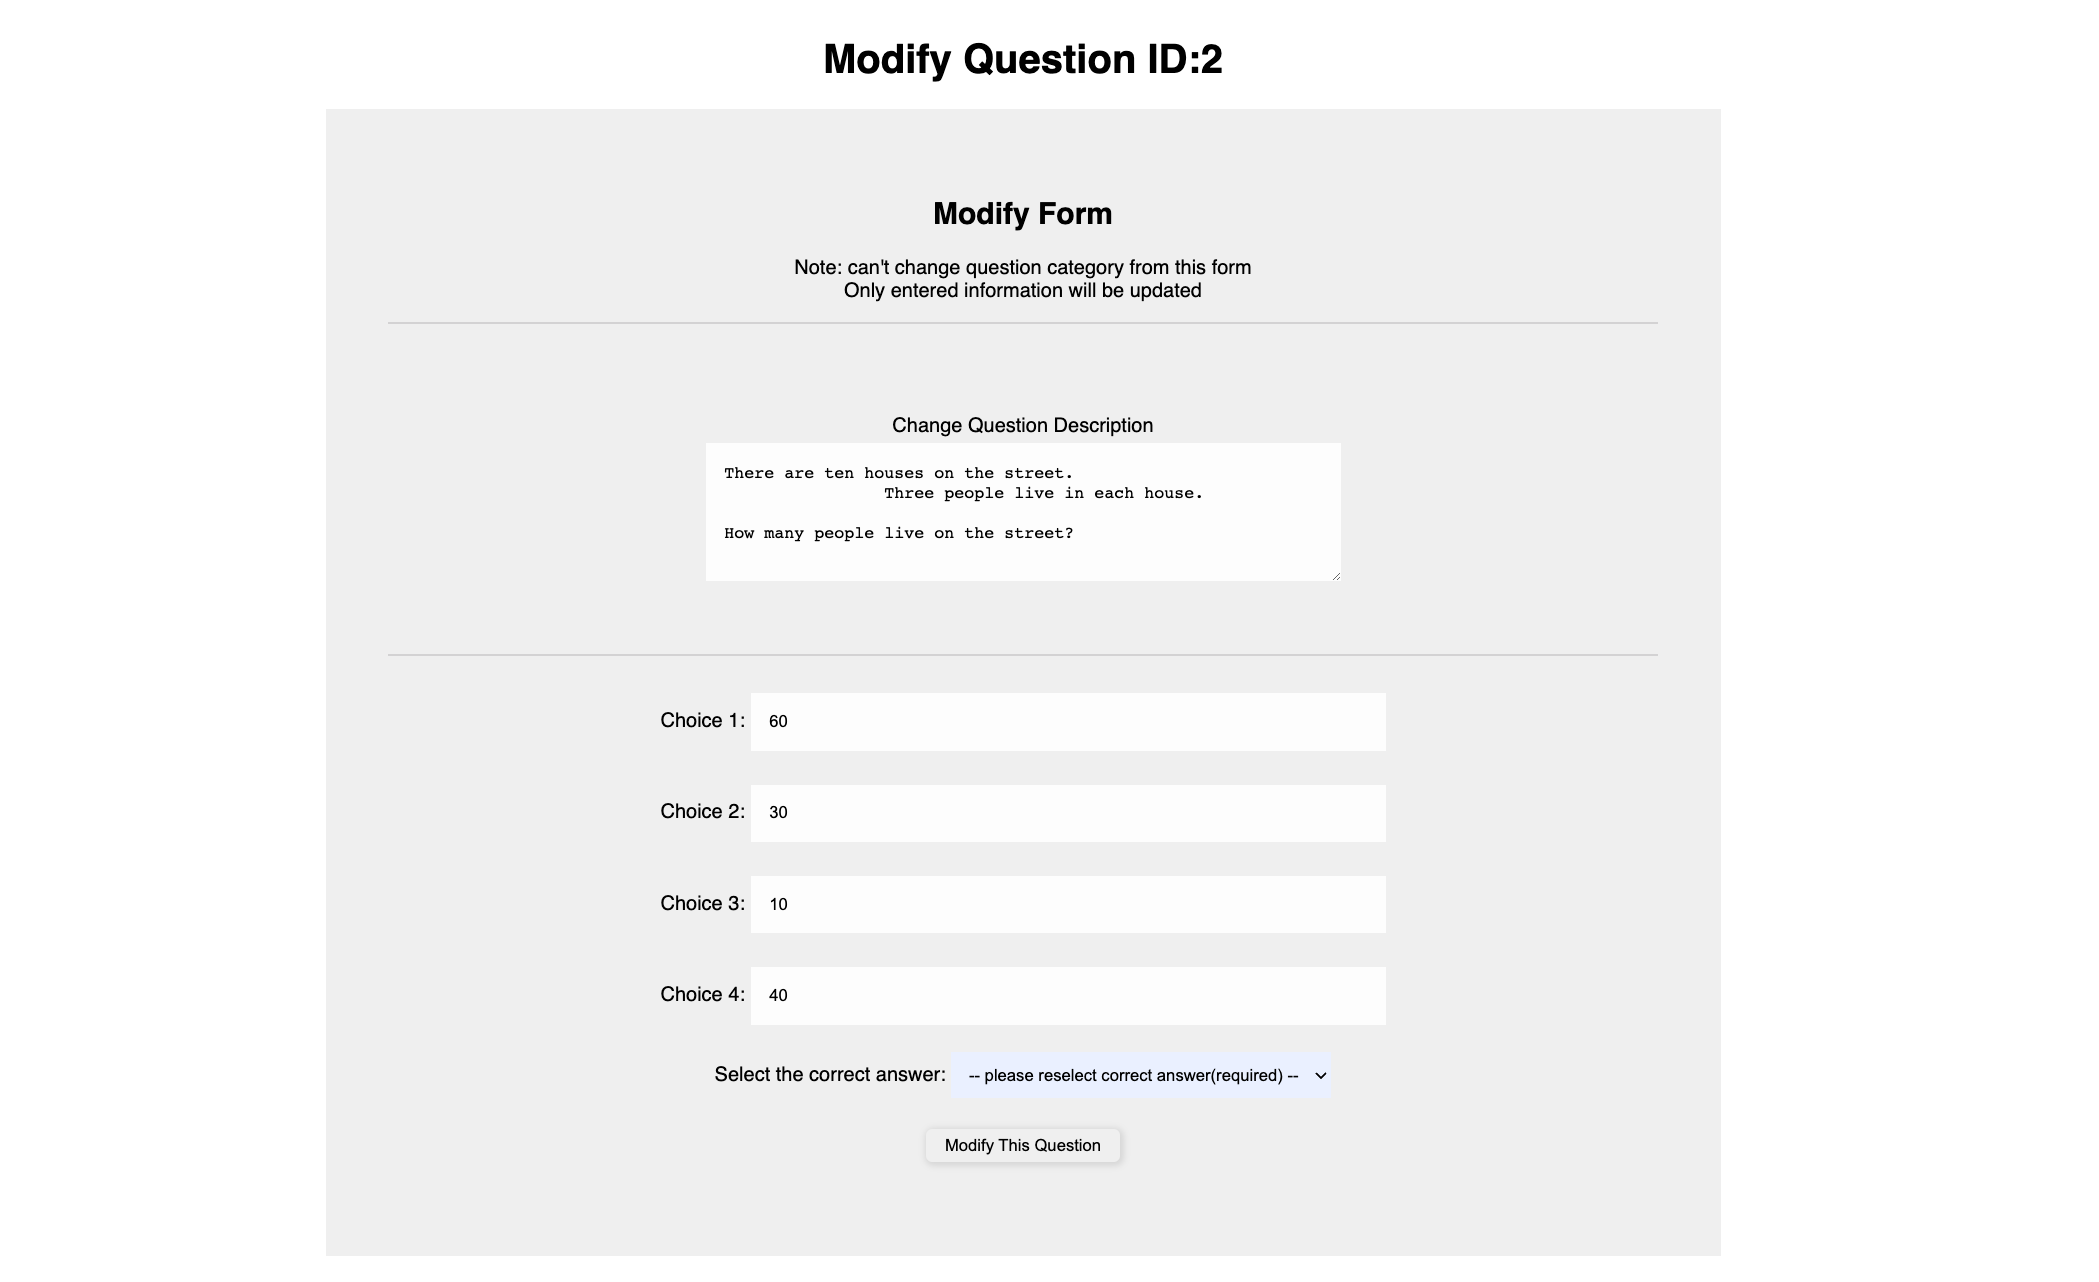 Modify Question ID:2
Modify Form
Note: can't change question category from this form
Only entered information will be updated
Change Question Description
There are ten houses on the street.
Three people live in each house.
How many people live on the street?
Choice 1: 60
Choice 2: 30
Choice 3: 10
Choice 4: 40
Select the correct answer: -- please reselect correct answer(required) --
Modify This Question